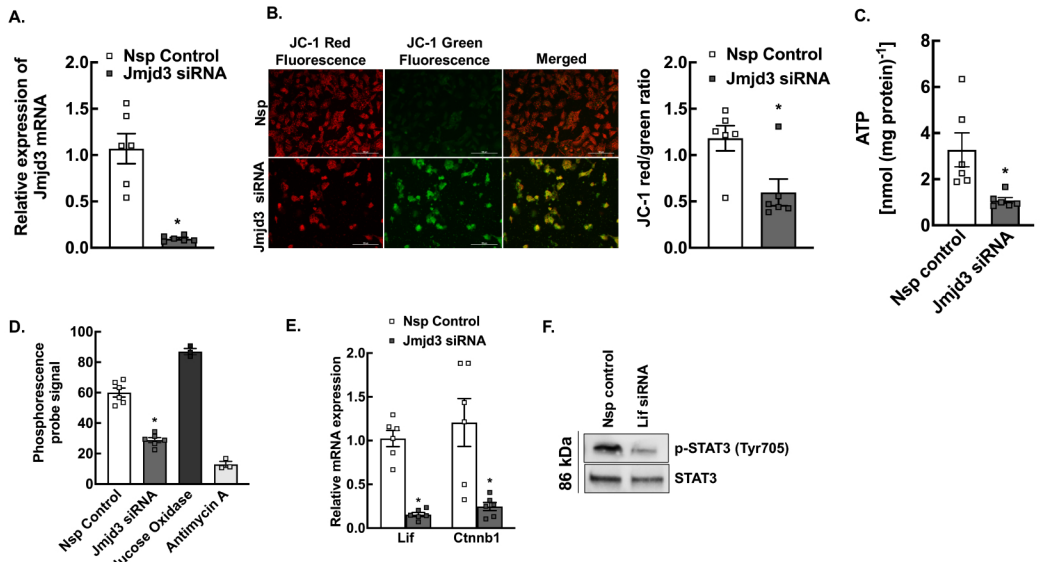 A.
Nsp Control
Jmjd3 siRNA
Relative expression of
Jmjd3 mRNA
2.0
1.5
1.0
0.5
0.0
*
B.
JC-1 Red
Fluorescence
JC-1 Green
Fluorescence
Merged
Nsp
Jmjd3 siRNA
Nsp Control
Jmjd3 siRNA
JC-1 red/green ratio
2.0
1.5
1.0
0.5
0.0
*
C.
ATP
[nmol (mg protein)-1]
8
6
4
2
0
*
Nsp control
Jmjd3 siRNA
D.
Phosphorescence
probe signal
100
80
60
40
20
0
*
Nsp Control
Jmjd3 siRNA
lucose Oxidase
Antimycin A
E.
Nsp Control
Jmjd3 siRNA
Relative mRNA expression
2.0
1.5
1.0
0.5
0.0
*
*
Lif
Ctnnb1
F.
Nsp control
Lif siRNA
86 kDa
p-STAT3 (Tyr705)
STAT3